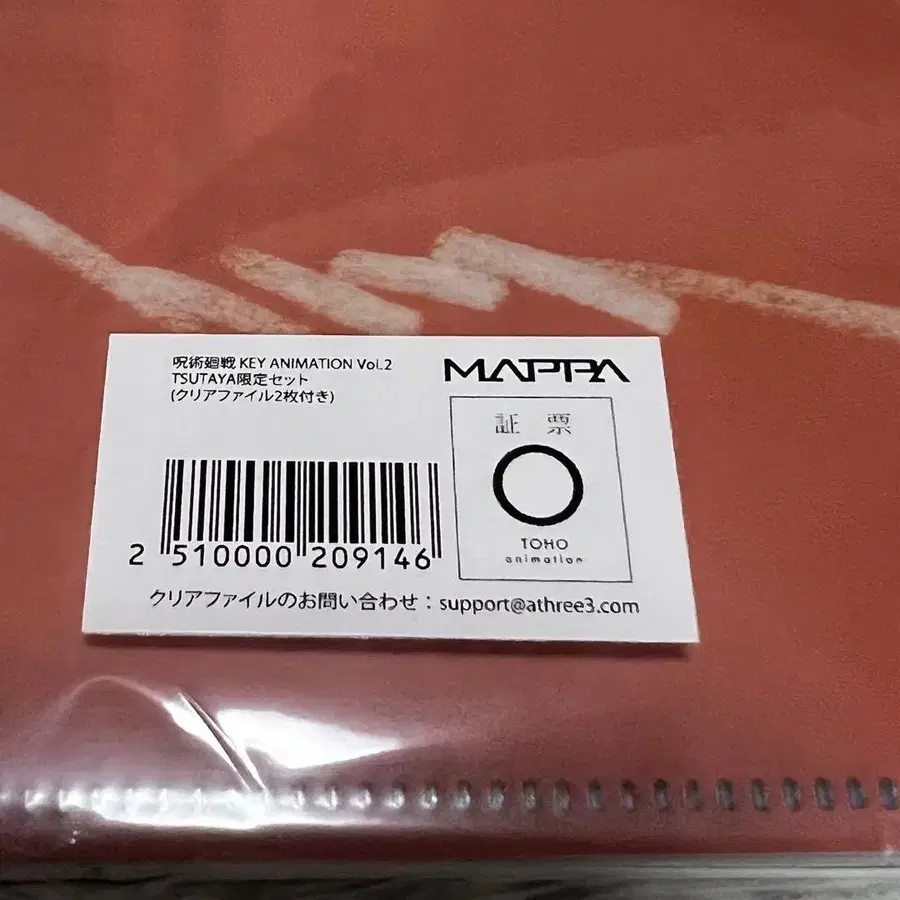 呪術廻戦 KEY ANIMATION Vol.2
TSUTAYA限定セット
(クリアファイル2枚付き)
MAPPA
証 票
TOHO
animation
2 510000 209146
クリアファイルのお問い合わせ：support@athree3.com